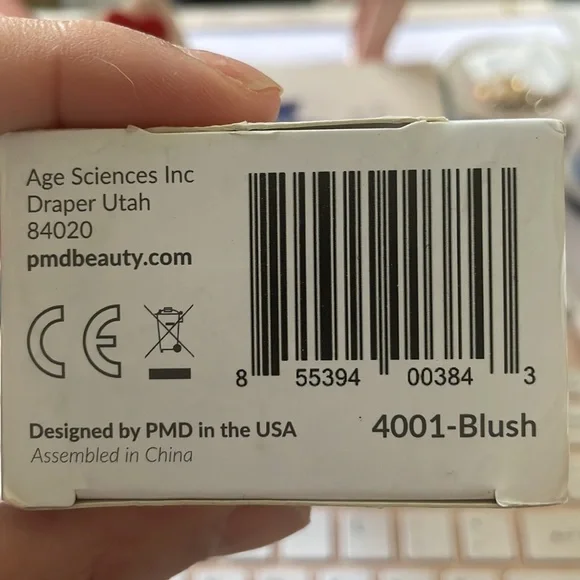 Age Sciences Inc
Draper Utah
84020
pmdbeauty.com
CE
8 55394 00384 3
Designed by PMD in the USA
4001-Blush
Assembled in China